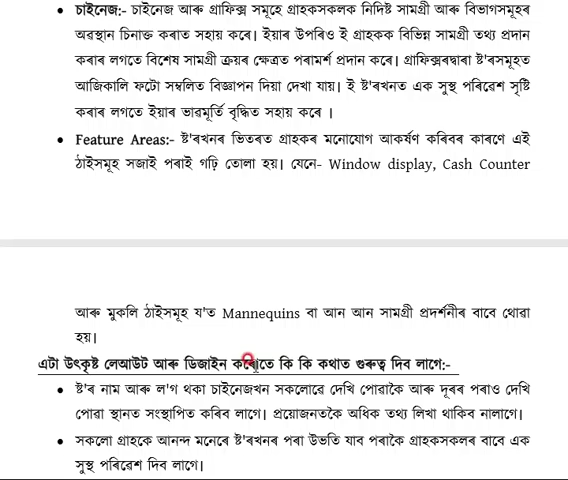 • চাইনেজ:- চাইনেজ আৰু গ্ৰাফিক্স সমূহে গ্ৰাহকসকলক নিদিষ্ট সামগ্ৰী আৰু বিভাগসমূহৰ
অৱস্থান চিনাক্ত কৰাত সহায় কৰে। ইয়াৰ উপৰিও ই গ্ৰাহকক বিভিন্ন সামগ্ৰী তথ্য প্ৰদান
কৰাৰ লগতে বিশেষ সামগ্ৰী ক্ৰয়ৰ ক্ষেত্ৰত পৰামৰ্শ প্ৰদান কৰে। গ্ৰাফিক্সৰদ্বাৰা ষ্ট'ৰসমূহত
আজিকালি ফটো সম্বলিত বিজ্ঞাপন দিয়া দেখা যায়। ই ষ্ট'ৰখনত এক সুস্থ পৰিৱেশ সৃষ্টি
কৰাৰ লগতে ইয়াৰ ভাৱমূৰ্তি বৃদ্ধিত সহায় কৰে ।
• Feature Areas:- ষ্ট'ৰখনৰ ভিতৰত গ্ৰাহকৰ মনোযোগ আকৰ্ষণ কৰিবৰ কাৰণে এই
ঠাইসমূহ সজাই পৰাই গঢ়ি তোলা হয়। যেনে- Window display, Cash Counter
আৰু মুকলি ঠাইসমূহ য'ত Mannequins বা আন আন সামগ্ৰী প্ৰদৰ্শনীৰ বাবে থোৱা
হয়।
এটা উৎকৃষ্ট লেআউট আৰু ডিজাইন কৰোতে কি কি কথাত গুৰুত্ব দিব লাগে:-
• ষ্ট'ৰ নাম আৰু ল'গ থকা চাইনেজখন সকলোৱে দেখি পোৱাকৈ আৰু দূৰৰ পৰাও দেখি
পোৱা স্থানত সংস্থাপিত কৰিব লাগে। প্ৰয়োজনতকৈ অধিক তথ্য লিখা থাকিব নালাগে।
• সকলো গ্ৰাহকে আনন্দ মনেৰে ষ্ট'ৰখনৰ পৰা উভতি যাব পৰাকৈ গ্ৰাহকসকলৰ বাবে এক
সুস্থ পৰিৱেশ দিব লাগে।